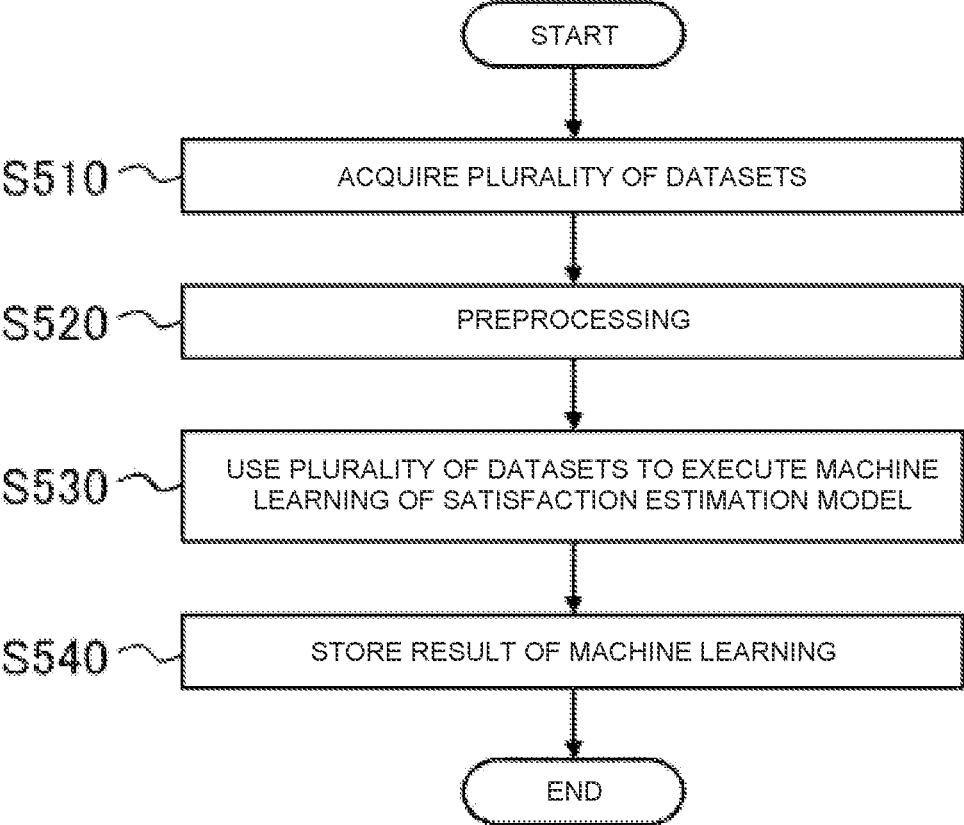 START
S510
ACQUIRE PLURALITY OF DATASETS
S520
PREPROCESSING
S530
USE PLURALITY OF DATASETS TO EXECUTE MACHINE
LEARNING OF SATISFACTION ESTIMATION MODEL
S540
STORE RESULT OF MACHINE LEARNING
END